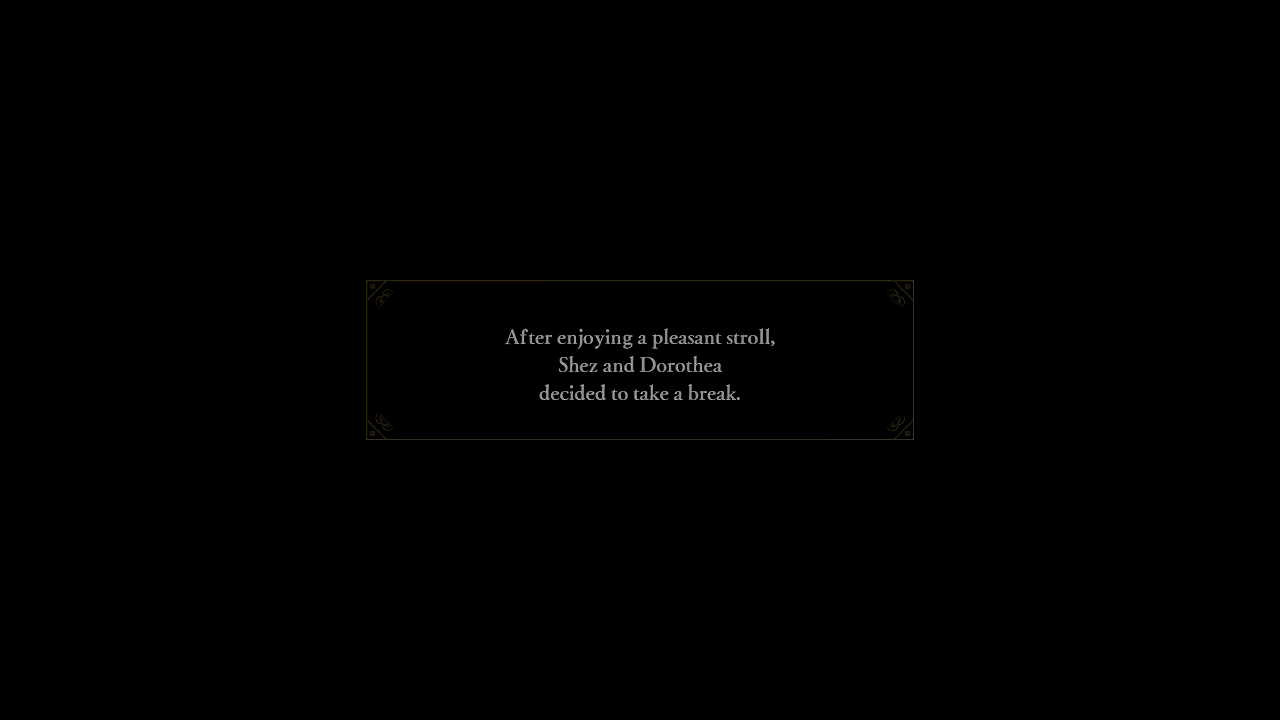 After enjoying a pleasant stroll,
Shez and Dorothea
decided to take a break.